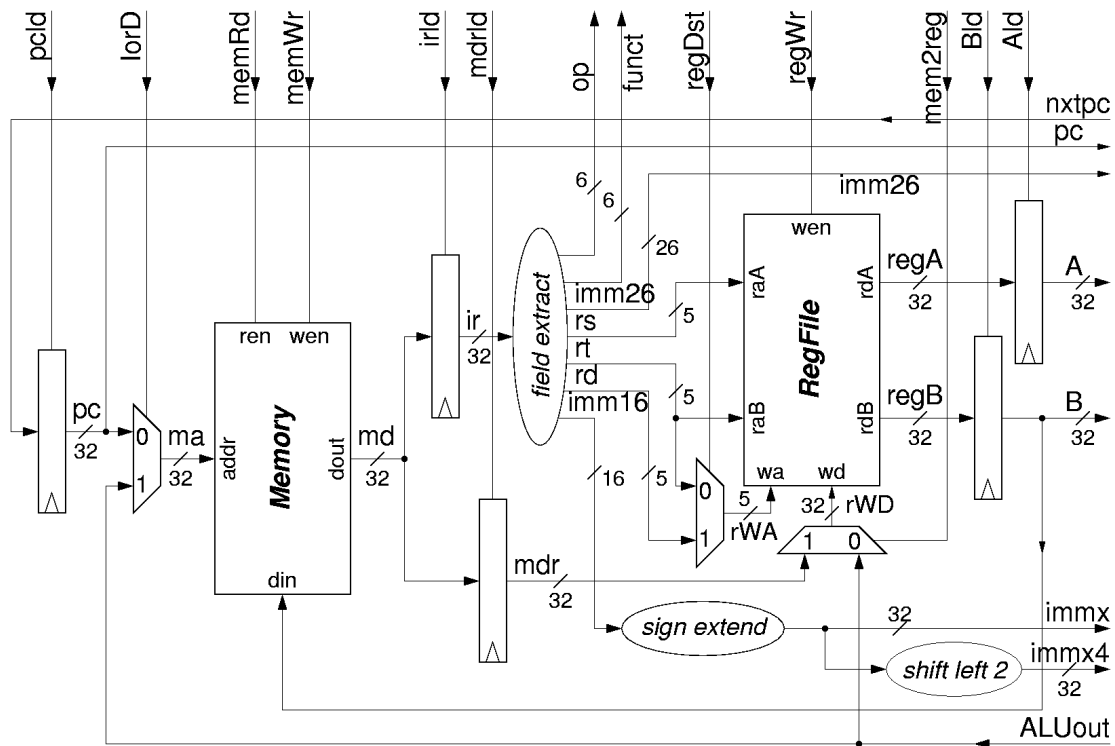 pcld
IorD
memRd
memWr
irld
mdrld
op
funct
regDst
regWr
mem2reg
Bld
Ald
nxtpc
pc
imm26
6
6
26
wen
raA
rdA
regA
32
A
32
RegFile
raB
rdB
regB
32
B
32
wa
wd
field extract
imm26
rs
5
rt
rd
5
imm16
16
5
ir
32
ren
wen
Memory
addr
dout
din
md
32
pc
32
0
1
ma
32
0
1
5
rWA
32
rWD
1
0
mdr
32
sign extend
32
immx
shift left 2
immx4
32
ALUout